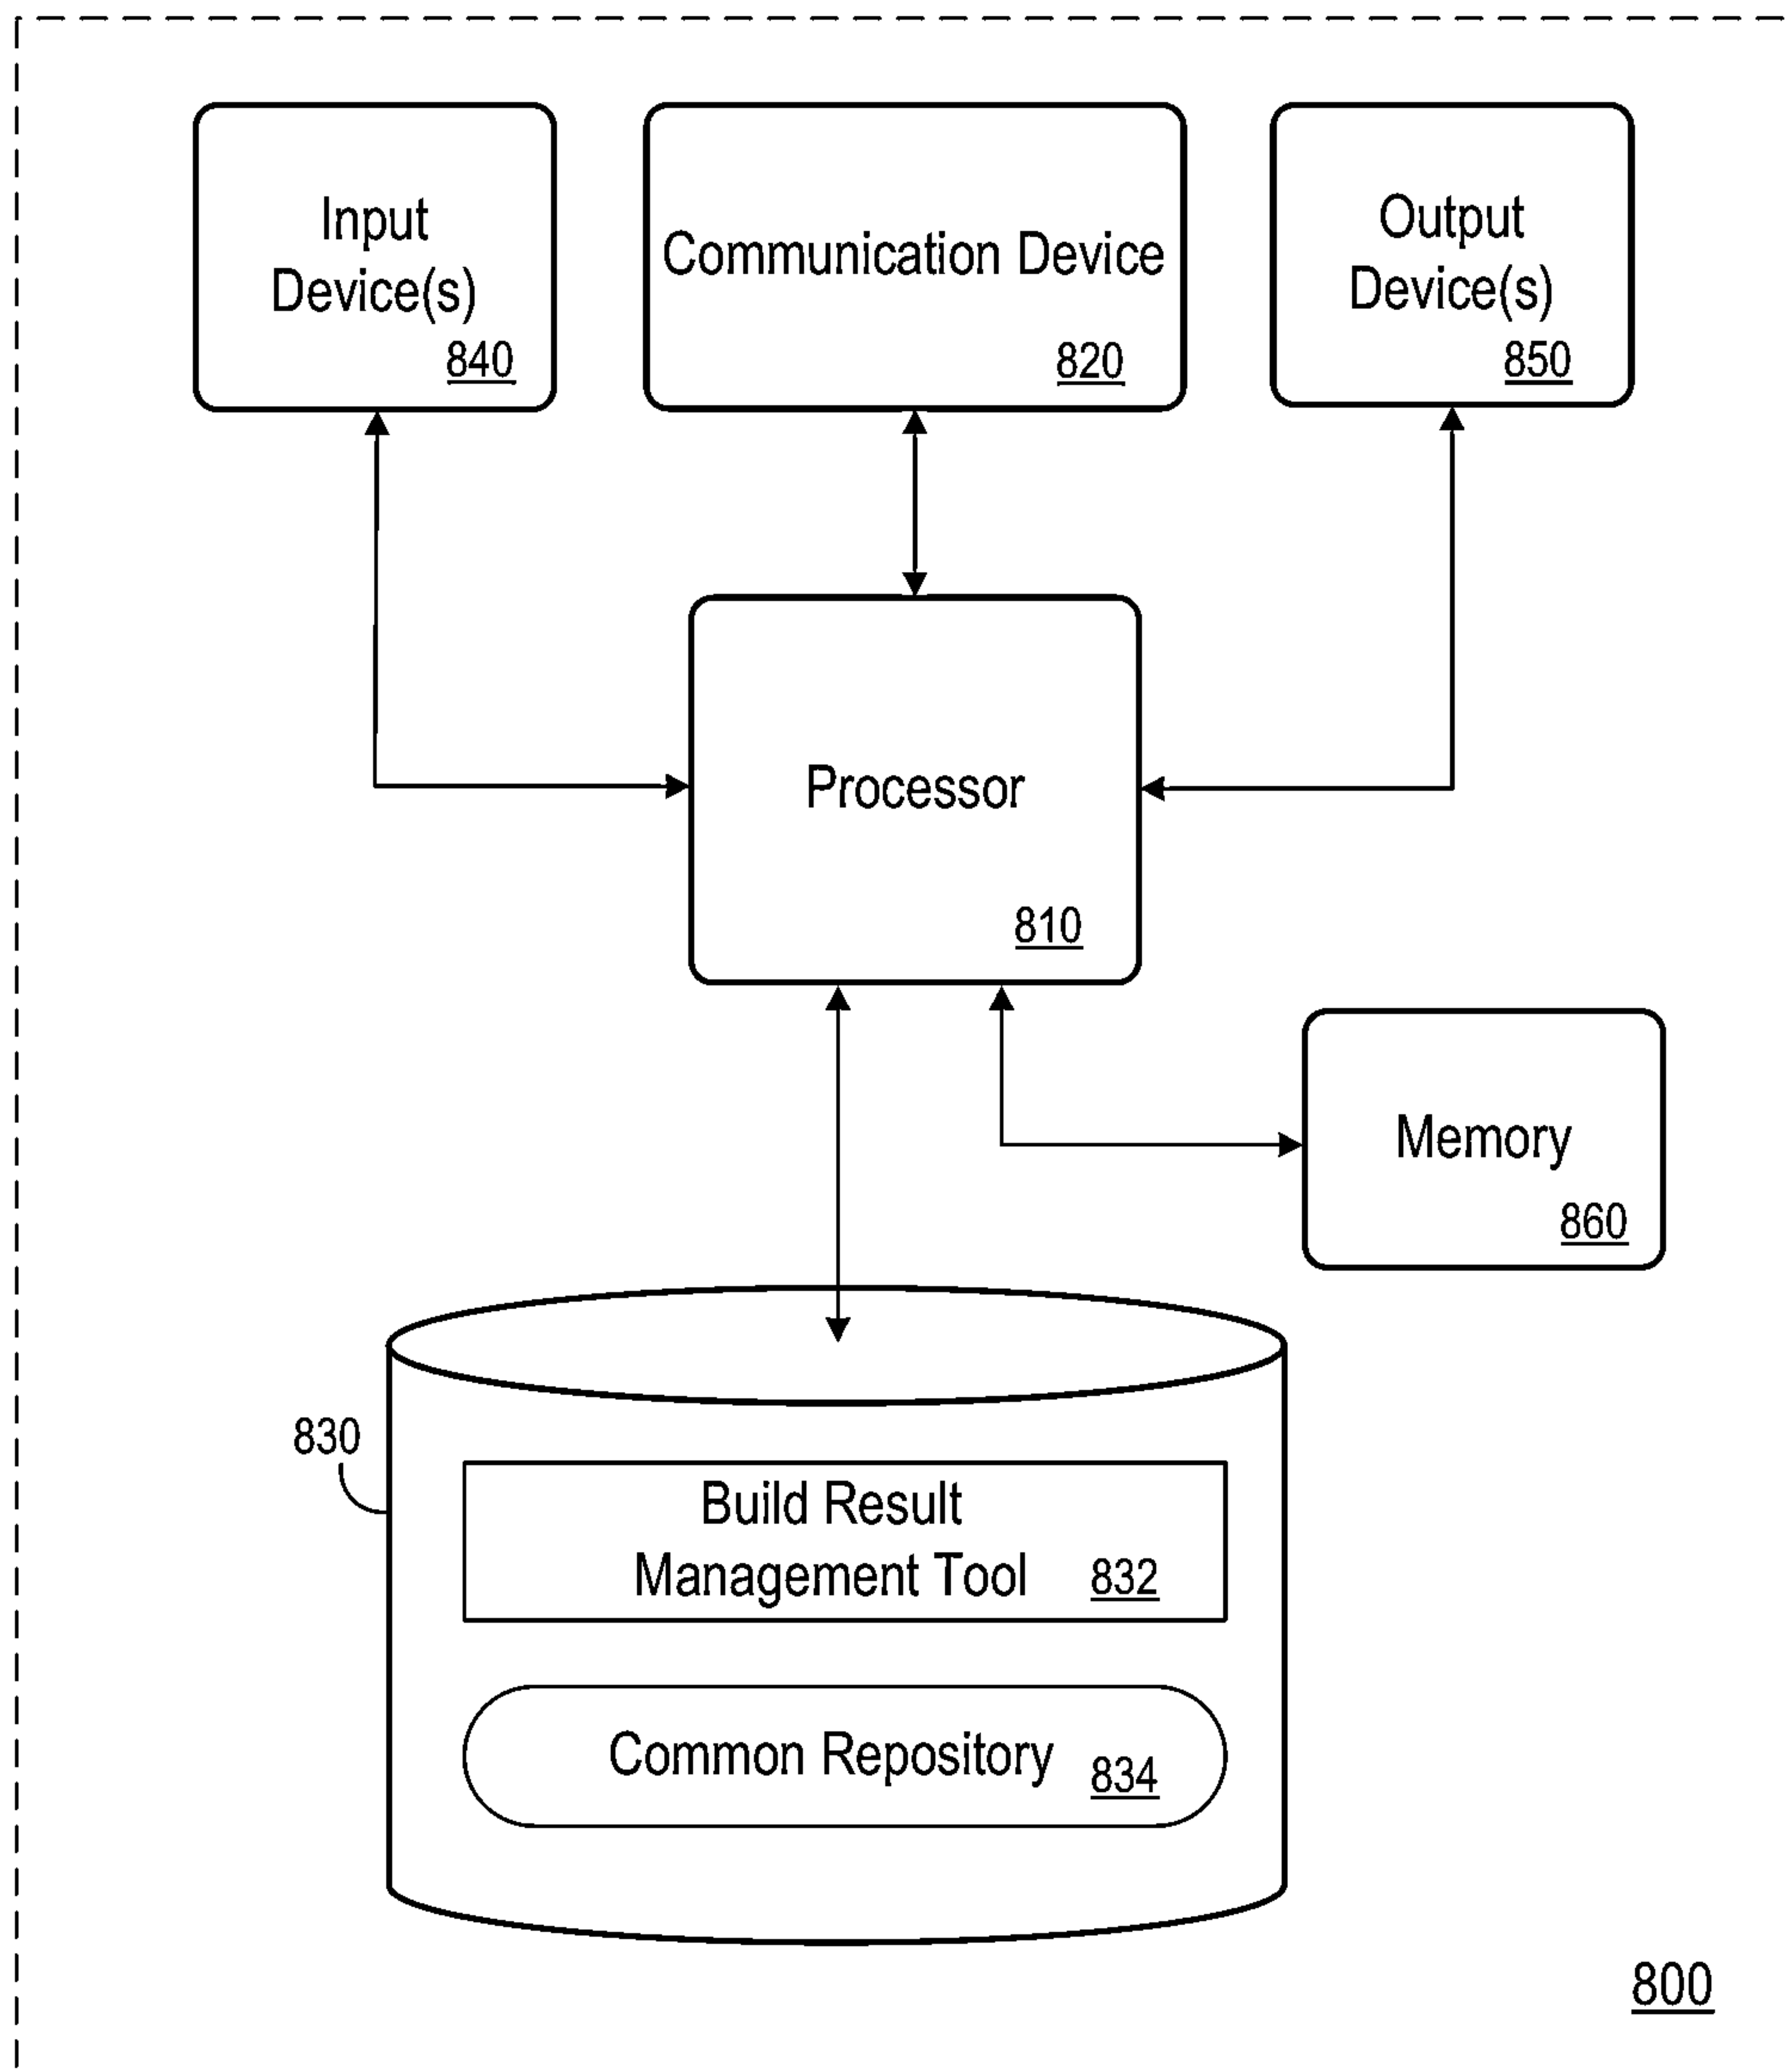 Input
Device(s)
840
Communication Device
820
Output
Device(s)
850
Processor
810
Memory
860
830
Build Result
Management Tool 832
Common Repository 834
800